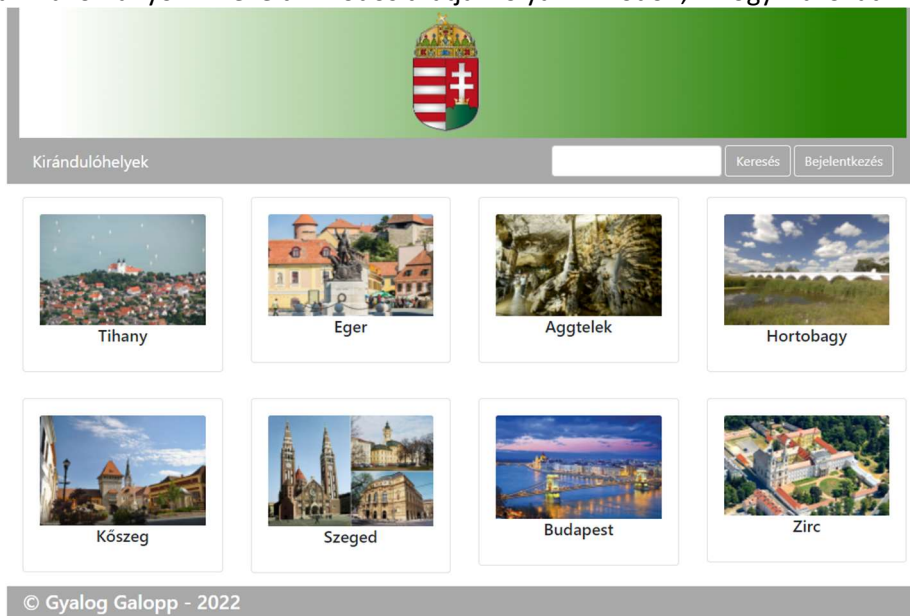 Kirándulóhelyek
Keresés Bejelentkezés
Tihany
Eger
Aggtelek
Hortobagy
Kőszeg
Szeged
Budapest
Zirc
© Gyalog Galopp - 2022